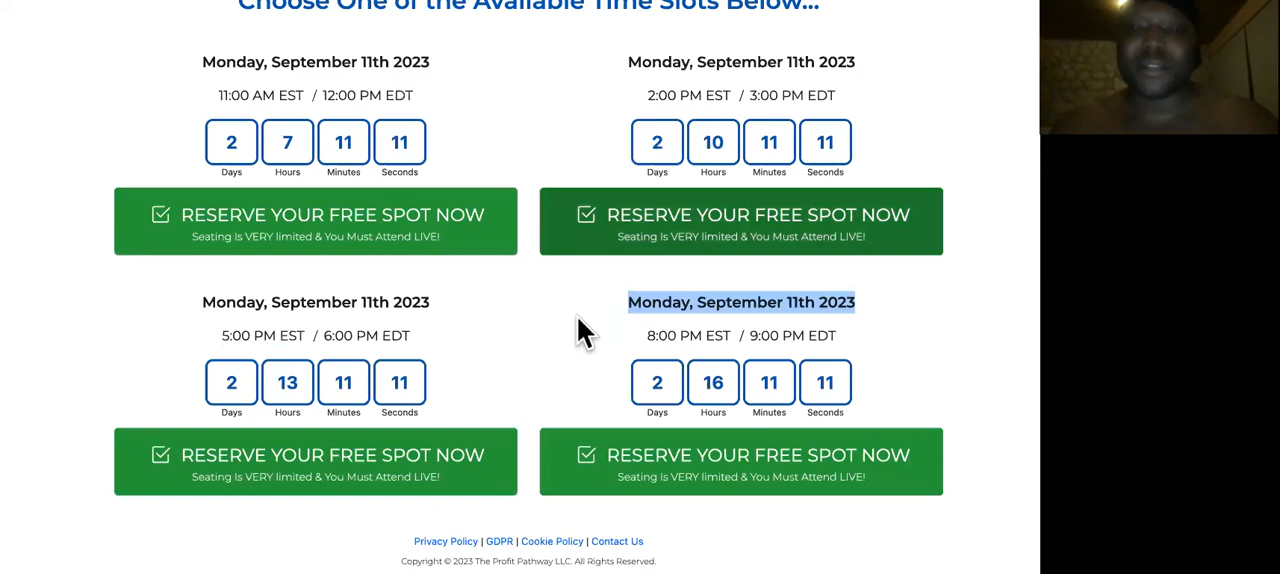 Choose One of the Available Time Slots Below...
Monday, September 11th 2023
11:00 AM EST / 12:00 PM EDT
2 7 11 11
Days Hours Minutes Seconds
RESERVE YOUR FREE SPOT NOW
Seating Is VERY limited & You Must Attend LIVE!
Monday, September 11th 2023
2:00 PM EST / 3:00 PM EDT
2 10 11 11
Days Hours Minutes Seconds
RESERVE YOUR FREE SPOT NOW
Seating Is VERY limited & You Must Attend LIVE!
Monday, September 11th 2023
5:00 PM EST / 6:00 PM EDT
2 13 11 11
Days Hours Minutes Seconds
RESERVE YOUR FREE SPOT NOW
Seating Is VERY limited & You Must Attend LIVE!
Monday, September 11th 2023
8:00 PM EST / 9:00 PM EDT
2 16 11 11
Days Hours Minutes Seconds
RESERVE YOUR FREE SPOT NOW
Seating Is VERY limited & You Must Attend LIVE!
Privacy Policy | GDPR | Cookie Policy | Contact Us
Copyright © 2023 The Profit Pathway LLC. All Rights Reserved.